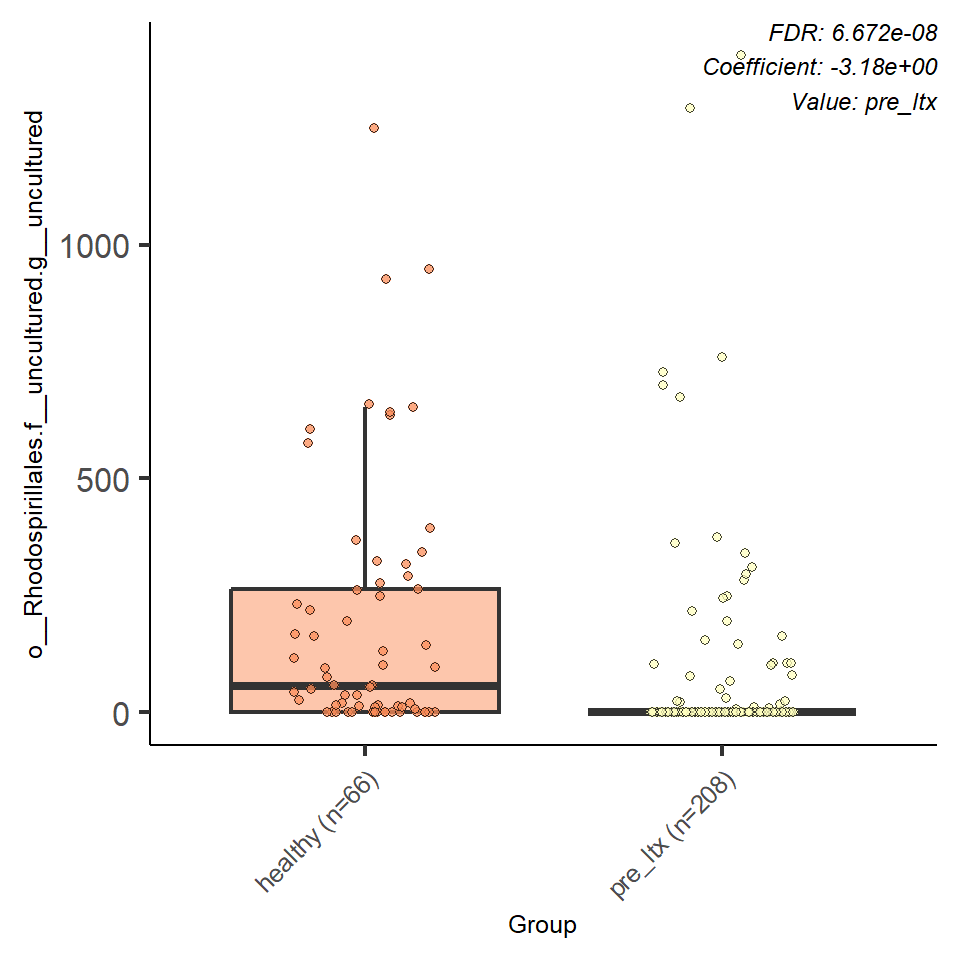 FDR: 6.672e-08
Coefficient: -3.18e+00
Value: pre_ltx
o__Rhodospirillales.f__uncultured.g__uncultured
1000
500
0
healthy (n=66)
pre_ltx (n=208)
Group